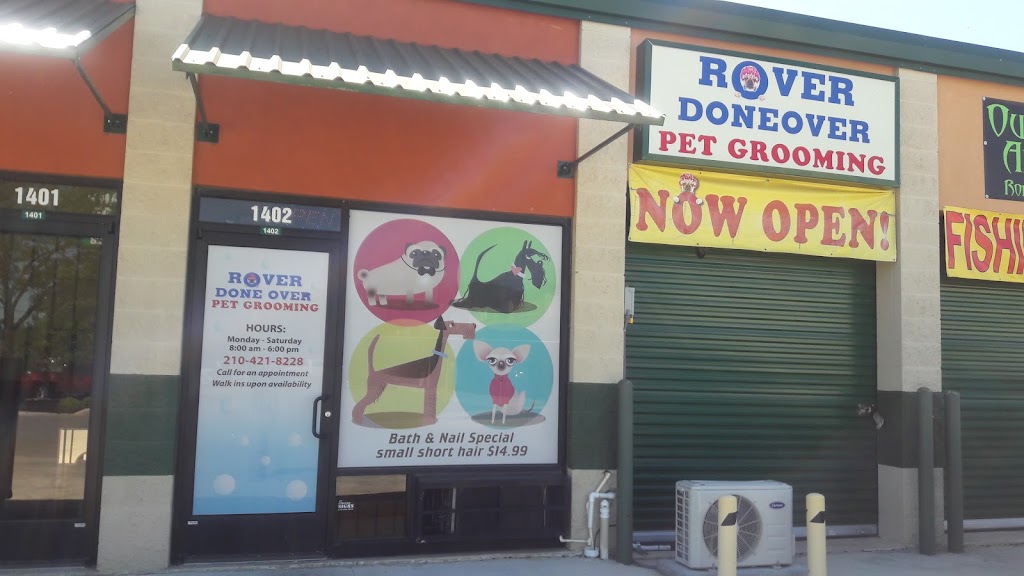 1401
1401
1402
1402
ROVER
DONE OVER
PET GROOMING
HOURS:
Monday - Saturday
8:00 am - 6:00 pm
210-421-8228
Call for an appointment
Walk ins upon availability
Bath & Nail Special
small short hair $14.99
ROVER
DONEOVER
PET GROOMING
NOW OPEN!
FISHI